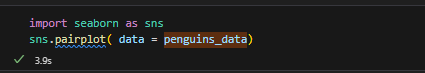 import seaborn as sns
sns.pairplot( data = penguins_data)
3.9s